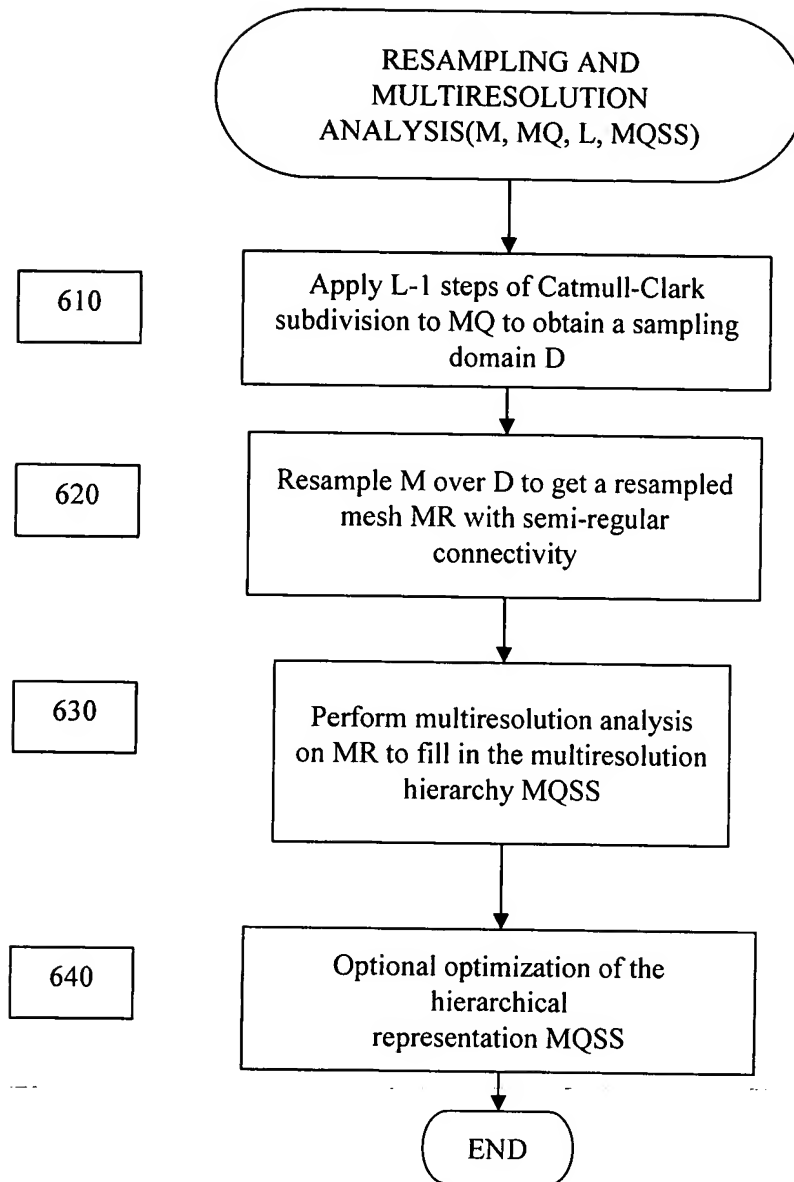 RESAMPLING AND
MULTIRESOLUTION
ANALYSIS(M, MQ, L, MQSS)
610
Apply L-1 steps of Catmull-Clark
subdivision to MQ to obtain a sampling
domain D
620
Resample M over D to get a resampled
mesh MR with semi-regular
connectivity
630
Perform multiresolution analysis
on MR to fill in the multiresolution
hierarchy MQSS
640
Optional optimization of the
hierarchical
representation MQSS
END